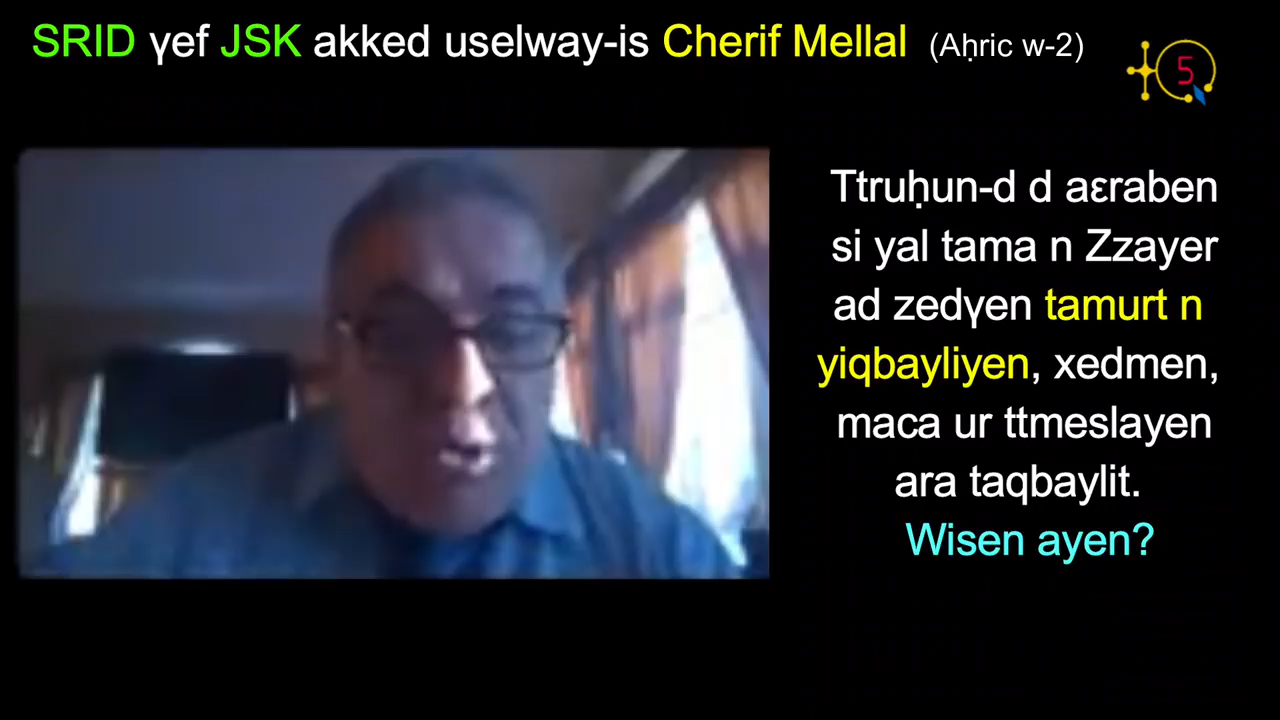 SRID ɣef JSK akked uselway-is Cherif Mellal (Aḥric w-2)
5
Ttruḥun-d d aɛraben
si yal tama n Zzayer
ad zedɣen tamurt n
yiqbayliyen, xedmen,
maca ur ttmeslayen
ara taqbaylit.
Wisen ayen?